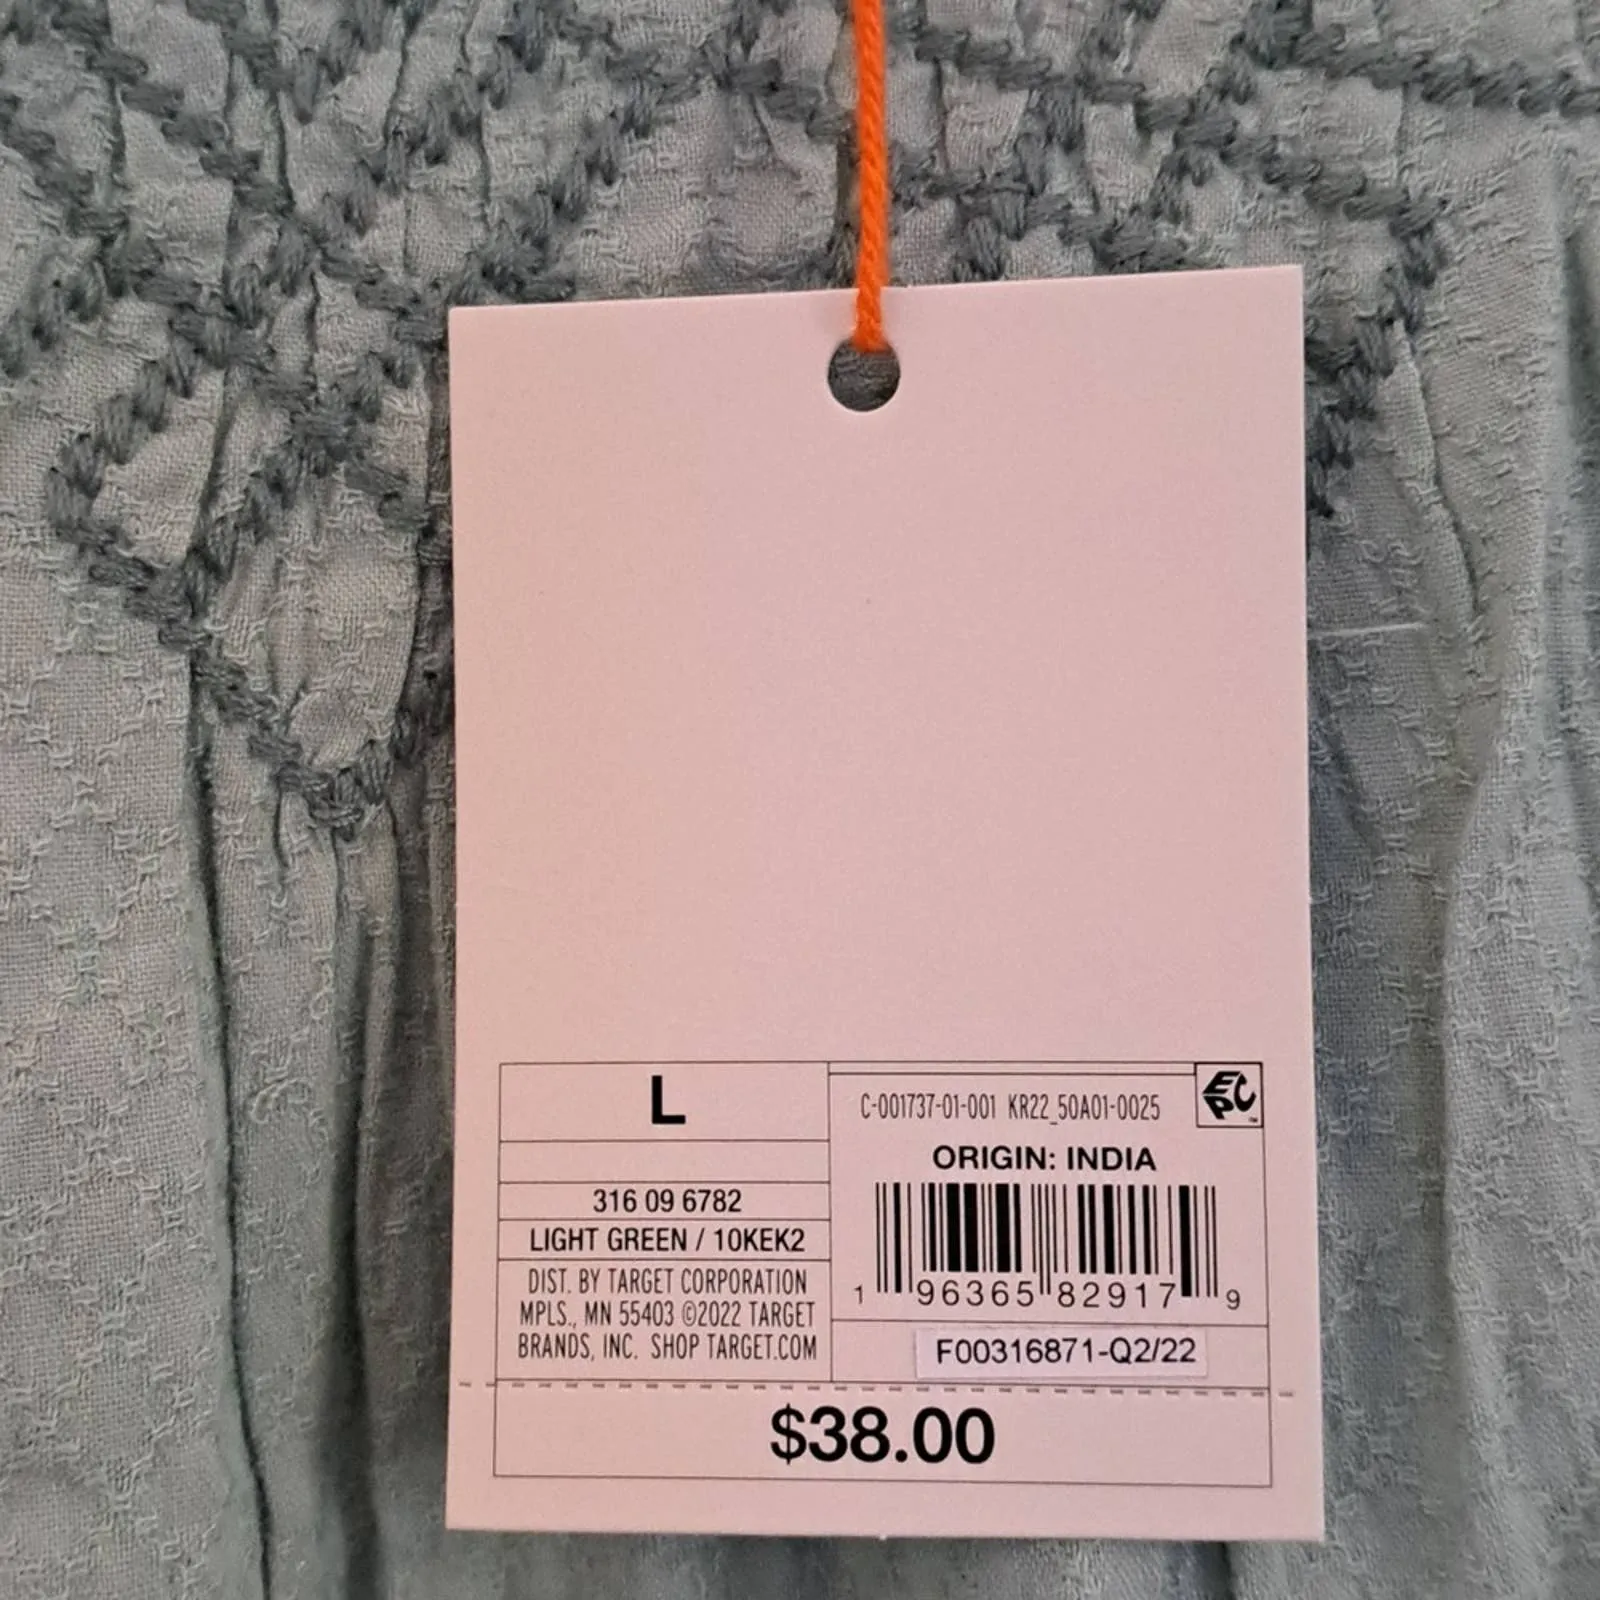 L
316 09 6782
LIGHT GREEN / 10KEK2
DIST. BY TARGET CORPORATION
MPLS., MN 55403 ©2022 TARGET
BRANDS, INC. SHOP TARGET.COM
C-001737-01-001 KR22_50A01-0025
EPC™
ORIGIN: INDIA
1 96365 82917 9
F00316871-Q2/22
$38.00